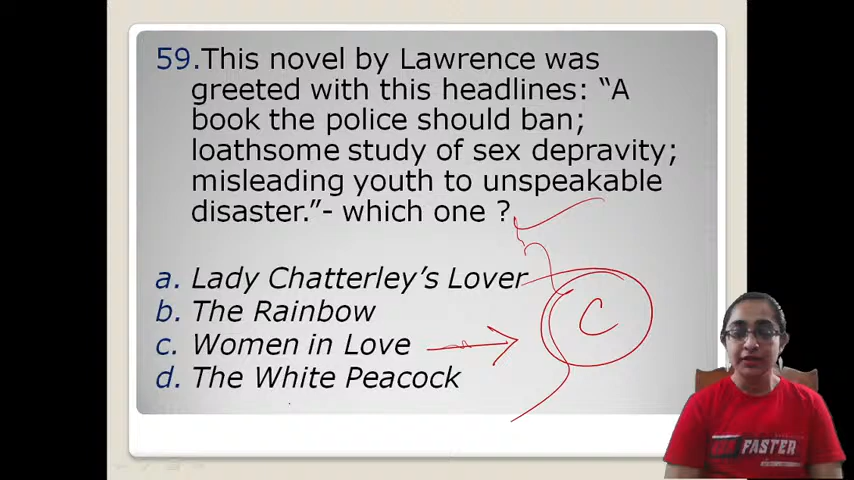 59.This novel by Lawrence was
greeted with this headlines: “A
book the police should ban;
loathsome study of sex depravity;
misleading youth to unspeakable
disaster.”- which one ?
a. Lady Chatterley’s Lover
b. The Rainbow
c. Women in Love
d. The White Peacock
C
FASTER